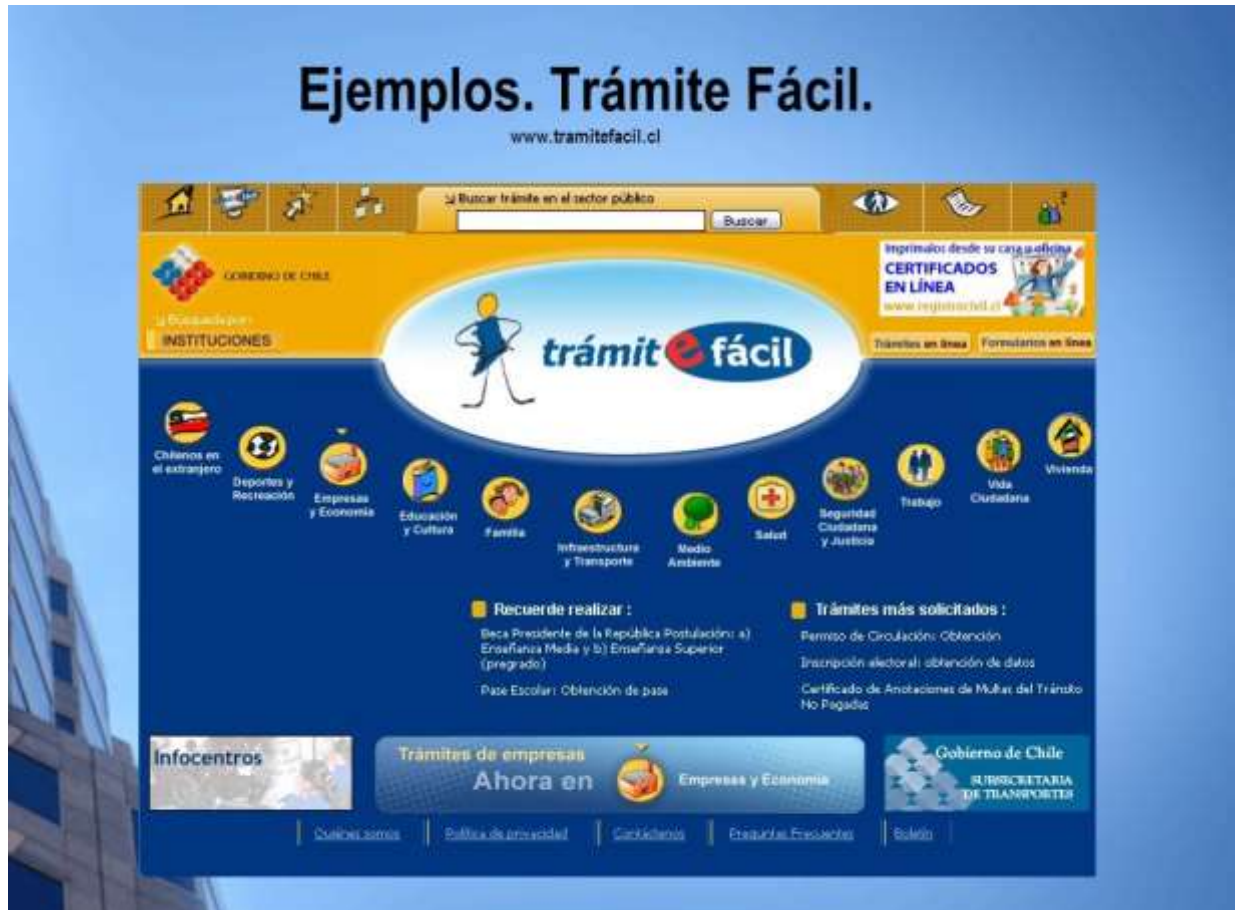 Ejemplos. Trámite Fácil.
www.tramitefacil.cl
Buscar trámite en el sector público
Buscar
GOBIERNO DE CHILE
Búsqueda por:
INSTITUCIONES
Imprímalos desde su casa u oficina
CERTIFICADOS
EN LÍNEA
www.registrocivil.cl
Trámites en línea
Formularios en línea
trámite fácil
Chilenos en
el extranjero
Deportes y
Recreación
Empresas
y Economía
Educación
y Cultura
Familia
Infraestructura
y Transporte
Medio
Ambiente
Salud
Seguridad
Ciudadana
y Justicia
Trabajo
Vida
Ciudadana
Vivienda
Recuerde realizar :
Beca Presidente de la República Postulación: a)
Enseñanza Media y b) Enseñanza Superior
(pregrado)
Pase Escolar: Obtención de pase
Trámites más solicitados :
Permiso de Circulación: Obtención
Inscripción electoral: obtención de datos
Certificado de Anotaciones de Multas del Tránsito
No Pagadas
Infocentros
Trámites de empresas
Ahora en
Empresas y Economía
Gobierno de Chile
SUBSECRETARIA
DE TRANSPORTES
Quiénes somos
Política de privacidad
Contáctenos
Preguntas Frecuentes
Boletín